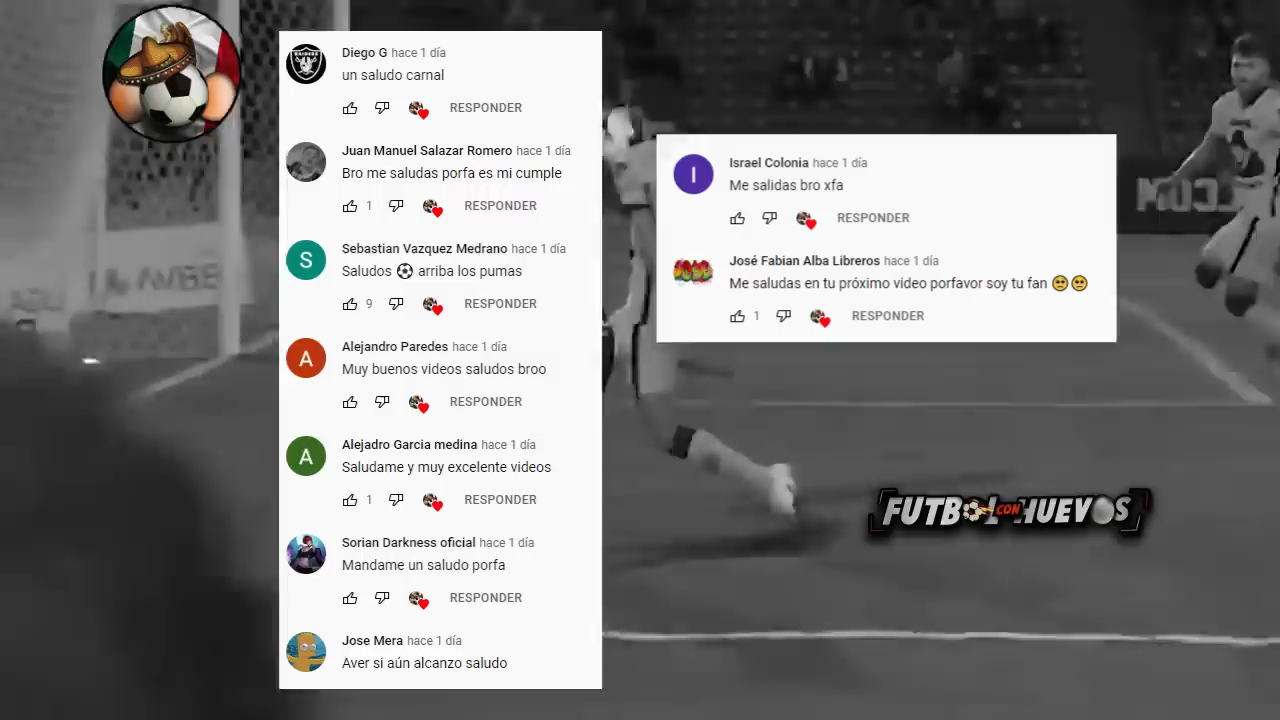 Diego G hace 1 día
un saludo carnal
RESPONDER
Juan Manuel Salazar Romero hace 1 día
Bro me saludas porfa es mi cumple
1 RESPONDER
S
Sebastian Vazquez Medrano hace 1 día
Saludos ⚽ arriba los pumas
9 RESPONDER
A
Alejandro Paredes hace 1 día
Muy buenos videos saludos broo
RESPONDER
A
Alejadro Garcia medina hace 1 día
Saludame y muy excelente videos
1 RESPONDER
Sorian Darkness oficial hace 1 día
Mandame un saludo porfa
RESPONDER
Jose Mera hace 1 día
Aver si aún alcanzo saludo
RAIDERS
I
Israel Colonia hace 1 día
Me salidas bro xfa
RESPONDER
JOSE
José Fabian Alba Libreros hace 1 día
Me saludas en tu próximo video porfavor soy tu fan 🥺🥺
1 RESPONDER
FUTBOL CON HUEVOS